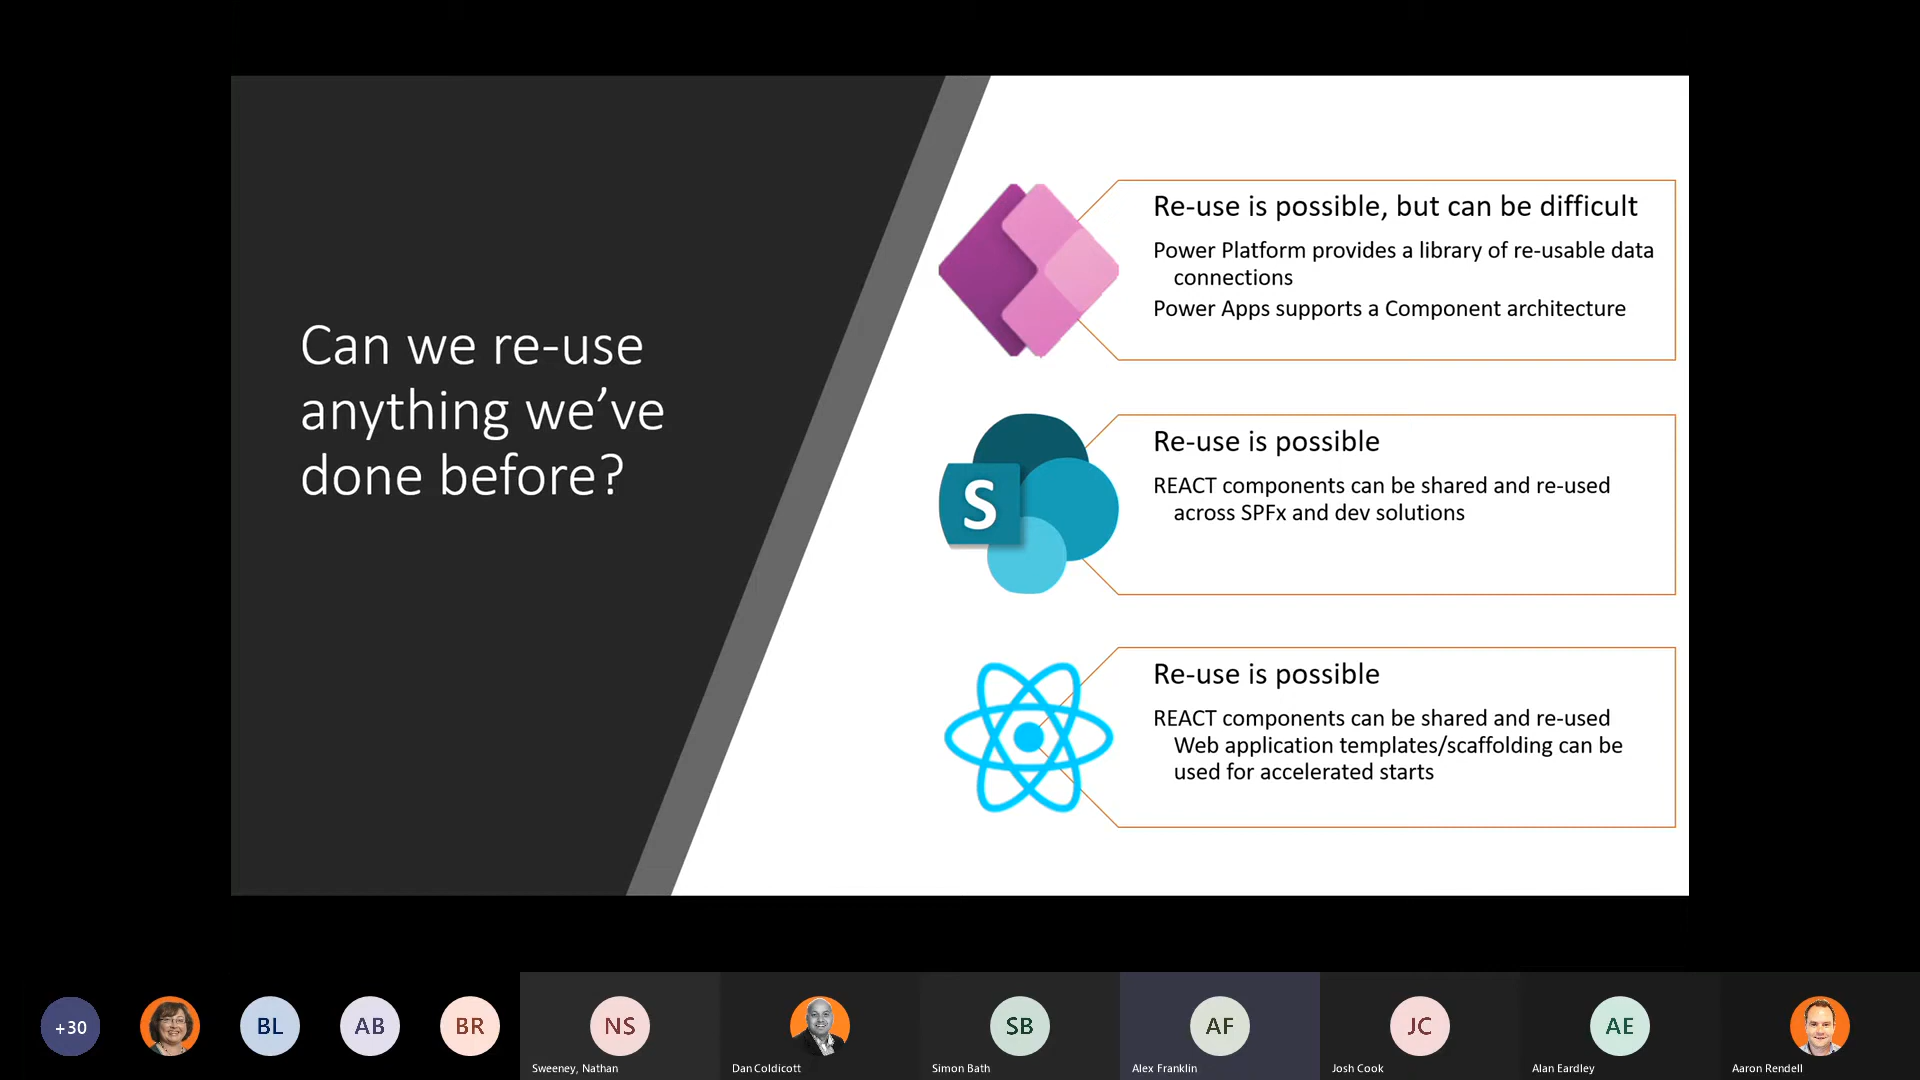 Can we re-use
anything we’ve
done before?
Re-use is possible, but can be difficult
Power Platform provides a library of re-usable data
connections
Power Apps supports a Component architecture
S
Re-use is possible
REACT components can be shared and re-used
across SPFx and dev solutions
Re-use is possible
REACT components can be shared and re-used
Web application templates/scaffolding can be
used for accelerated starts
+30
BL
AB
BR
NS
SB
AF
JC
AE
Sweeney, Nathan
Dan Coldicott
Simon Bath
Alex Franklin
Josh Cook
Alan Eardley
Aaron Rendell